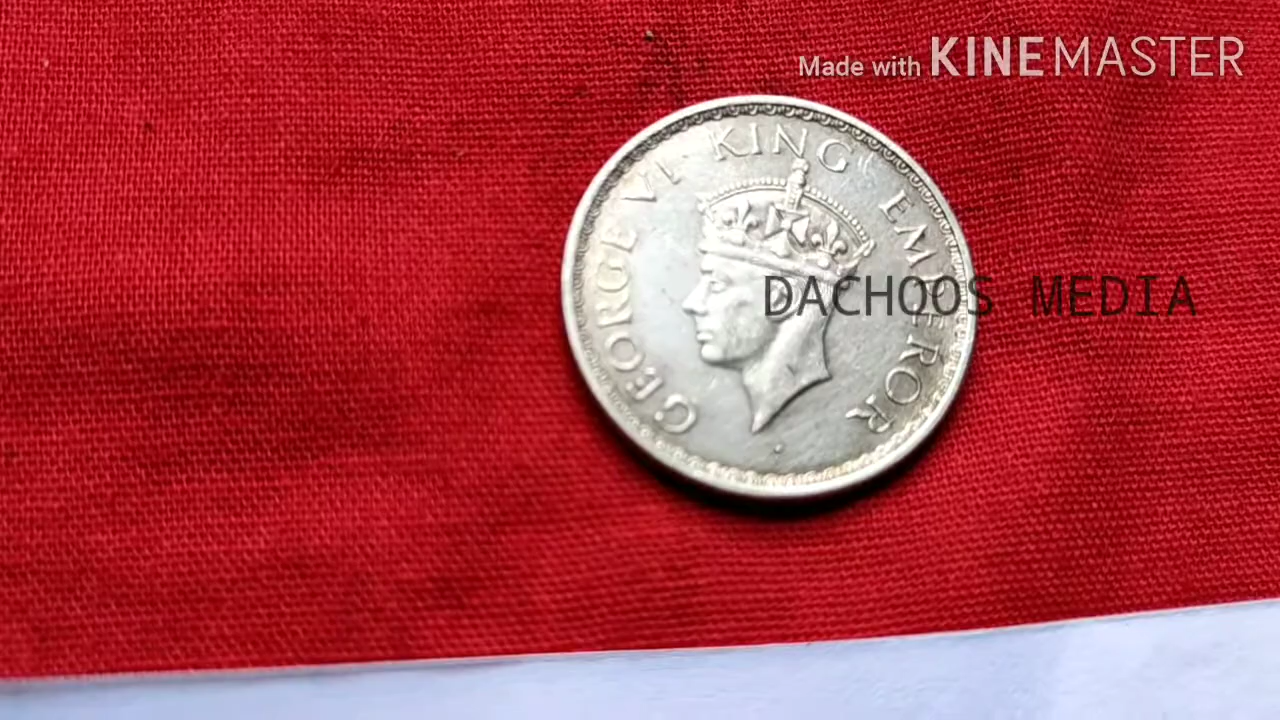 Made with KINEMASTER
GEORGE VI KING EMPEROR
DACHOOS MEDIA